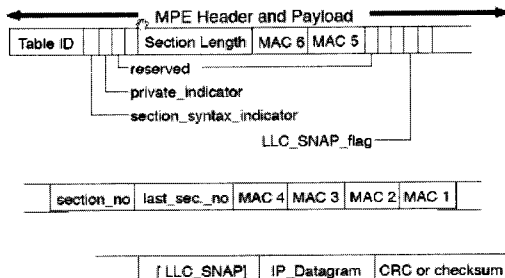 MPE Header and Payload
Table ID Section Length MAC 6 MAC 5
reserved
private_indicator
section_syntax_indicator
LLC_SNAP_flag
section_no last_sec._no MAC 4 MAC 3 MAC 2 MAC 1
[ LLC_SNAP] IP_Datagram CRC or checksum